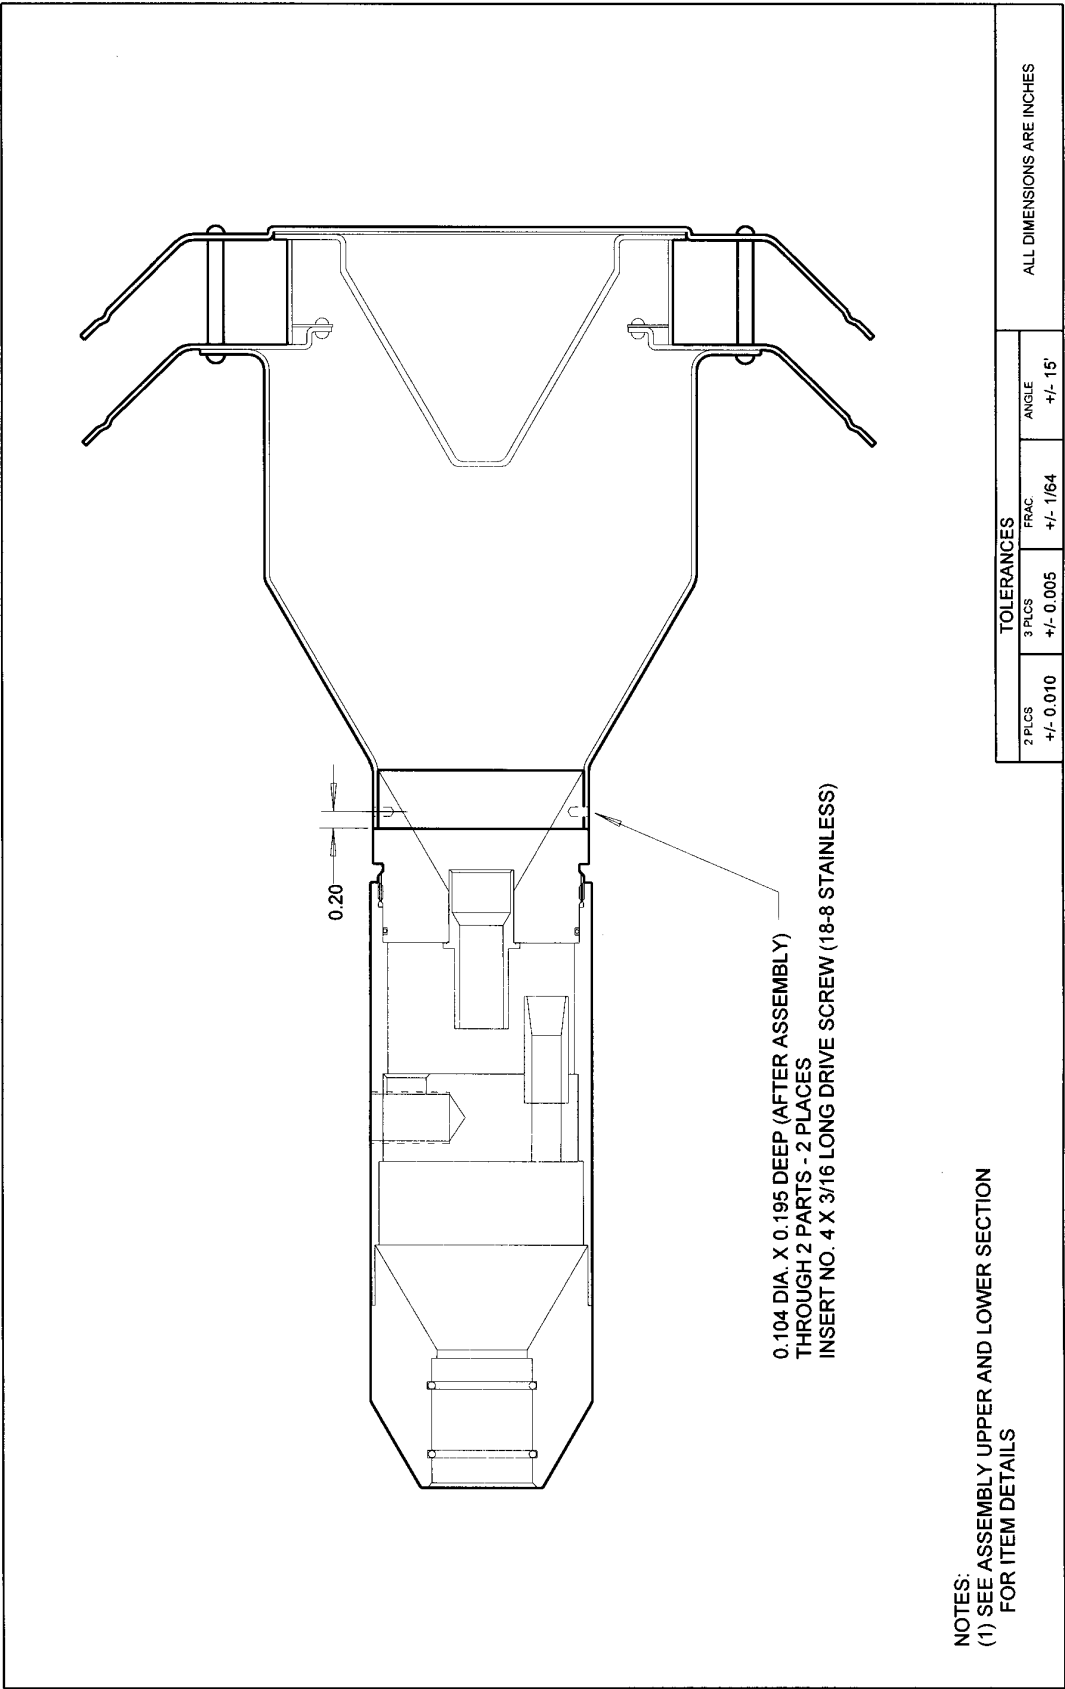 0.20
0.104 DIA. X 0.195 DEEP (AFTER ASSEMBLY)
THROUGH 2 PARTS - 2 PLACES
INSERT NO. 4 X 3/16 LONG DRIVE SCREW (18-8 STAINLESS)
NOTES:
(1) SEE ASSEMBLY UPPER AND LOWER SECTION
FOR ITEM DETAILS
TOLERANCES
2 PLCS 3 PLCS FRAC. ANGLE
+/- 0.010 +/- 0.005 +/- 1/64 +/- 15'
ALL DIMENSIONS ARE INCHES